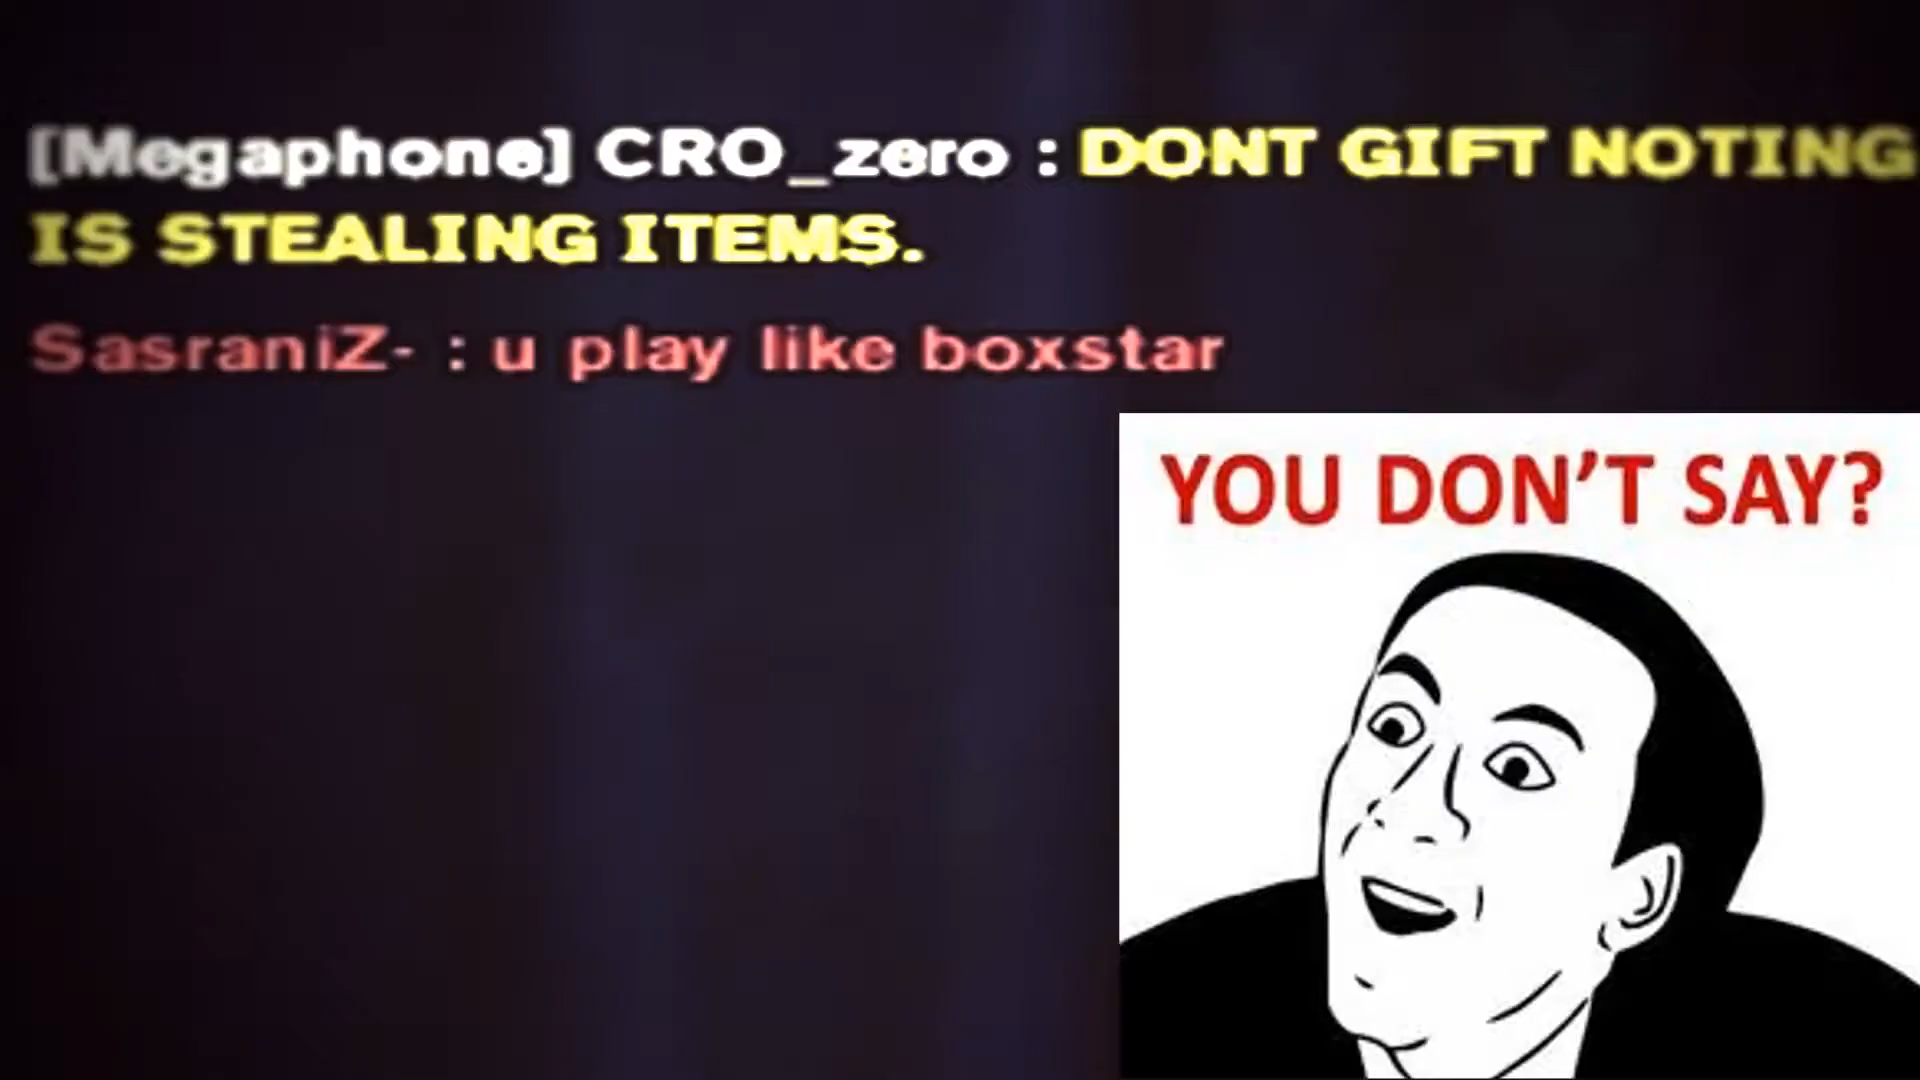 [Megaphone] CRO_zero : DONT GIFT NOTING
IS STEALING ITEMS.
SasraniZ- : u play like boxstar
YOU DON'T SAY?